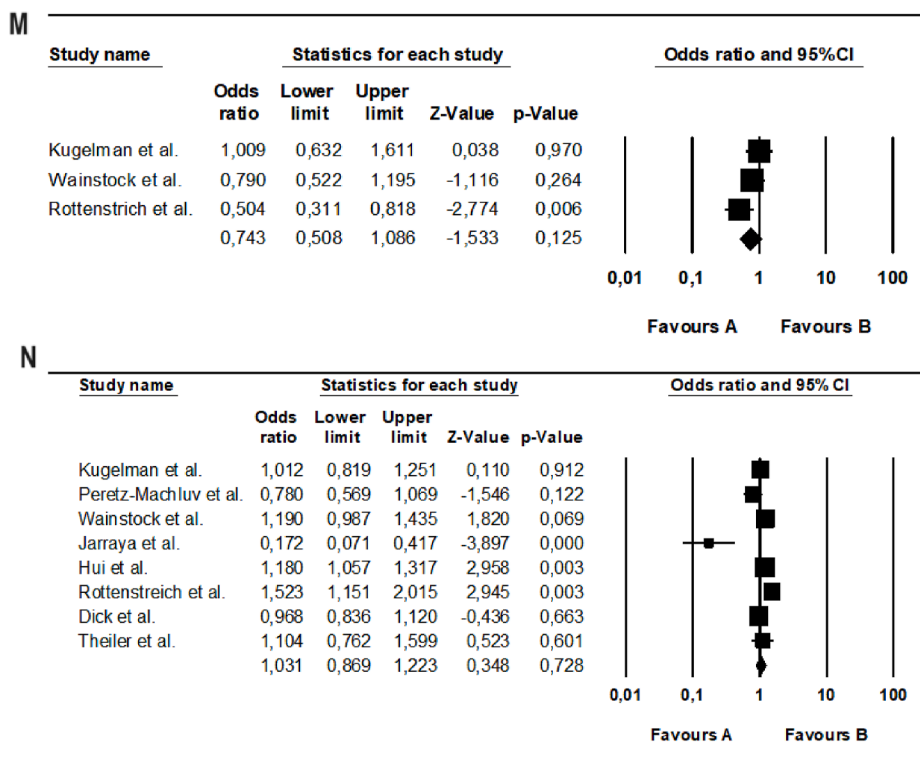 M
Study name Statistics for each study Odds ratio and 95%CI
Odds Lower Upper
ratio limit limit Z-Value p-Value
Kugelman et al. 1,009 0,632 1,611 0,038 0,970
Wainstock et al. 0,790 0,522 1,195 -1,116 0,264
Rottenstrich et al. 0,504 0,311 0,818 -2,774 0,006
0,743 0,508 1,086 -1,533 0,125
0,01 0,1 1 10 100
Favours A Favours B
N
Study name Statistics for each study Odds ratio and 95% CI
Odds Lower Upper
ratio limit limit Z-Value p-Value
Kugelman et al. 1,012 0,819 1,251 0,110 0,912
Peretz-Machluv et al. 0,780 0,569 1,069 -1,546 0,122
Wainstock et al. 1,190 0,987 1,435 1,820 0,069
Jarraya et al. 0,172 0,071 0,417 -3,897 0,000
Hui et al. 1,180 1,057 1,317 2,958 0,003
Rottenstreich et al. 1,523 1,151 2,015 2,945 0,003
Dick et al. 0,968 0,836 1,120 -0,436 0,663
Theiler et al. 1,104 0,762 1,599 0,523 0,601
1,031 0,869 1,223 0,348 0,728
0,01 0,1 1 10 100
Favours A Favours B